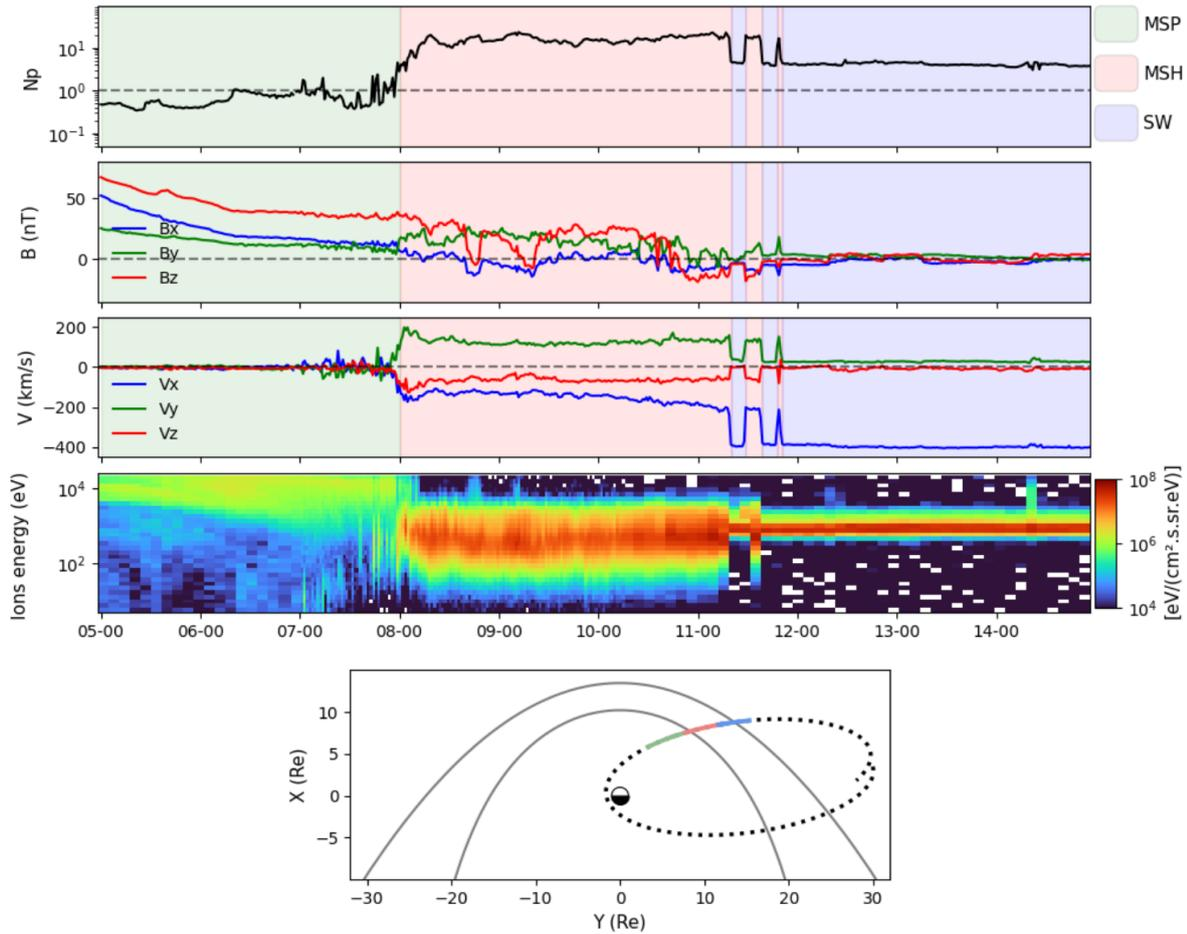 10¹
10⁰
10⁻¹
Np
MSP
MSH
SW
50
0
B (nT)
Bx
By
Bz
200
0
−200
−400
V (km/s)
Vx
Vy
Vz
10⁴
10²
Ions energy (eV)
10⁸
10⁶
10⁴
[eV/(cm².s.sr.eV)]
05-00 06-00 07-00 08-00 09-00 10-00 11-00 12-00 13-00 14-00
10
5
0
−5
X (Re)
−30 −20 −10 0 10 20 30
Y (Re)